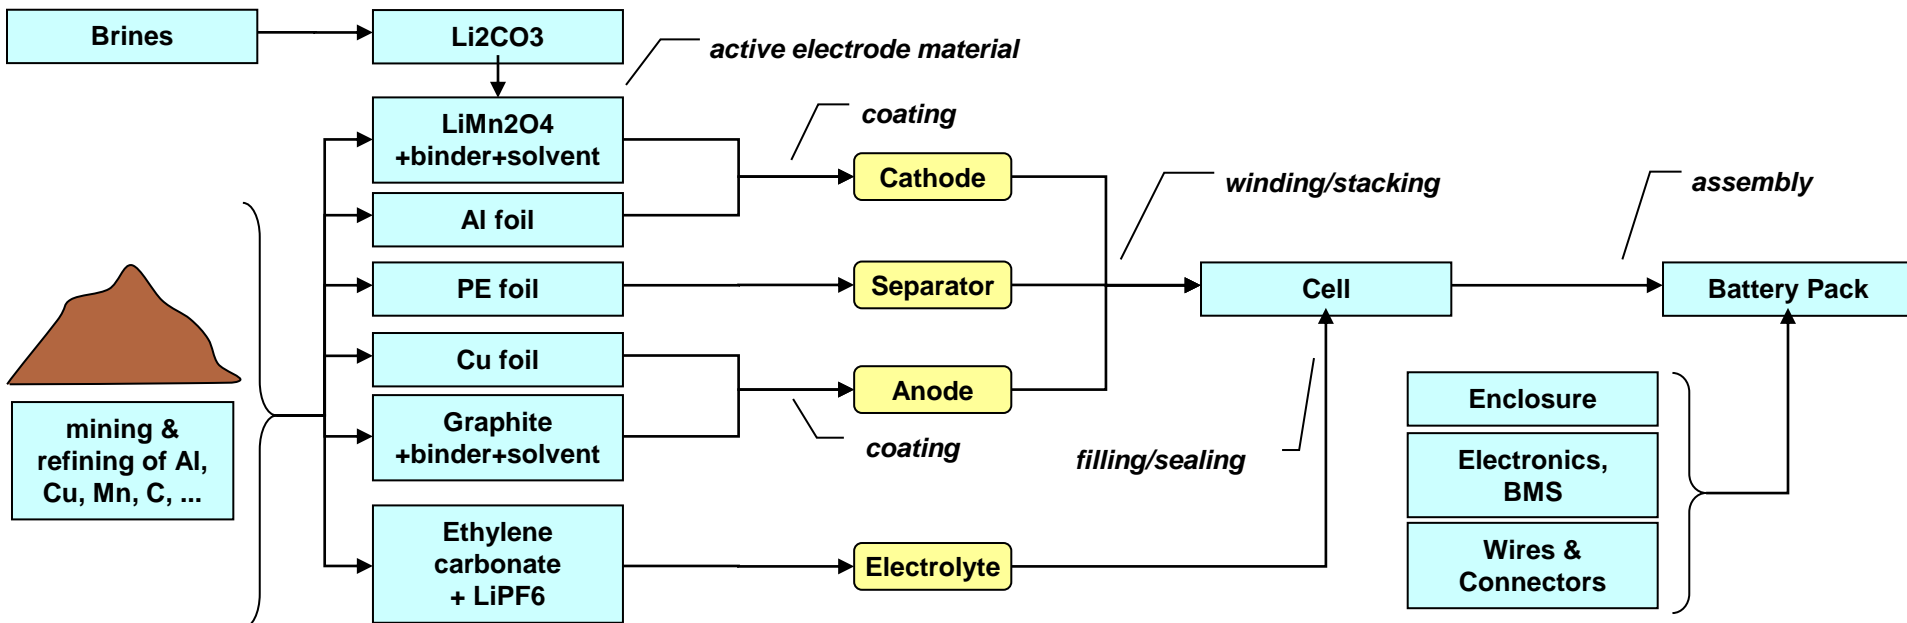 Brines
Li2CO3
active electrode material
LiMn2O4
+binder+solvent
coating
Cathode
winding/stacking
assembly
Al foil
PE foil
Separator
Cell
Battery Pack
Cu foil
Anode
Graphite
+binder+solvent
coating
filling/sealing
mining &
refining of Al,
Cu, Mn, C, ...
Enclosure
Electronics,
BMS
Ethylene
carbonate
+ LiPF6
Electrolyte
Wires &
Connectors